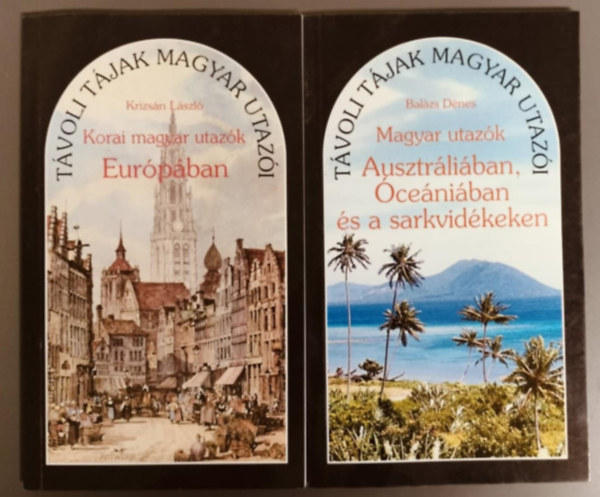 TÁVOLI TÁJAK MAGYAR UTAZÓI
Krizsán László
Korai magyar utazók
Európában
TÁVOLI TÁJAK MAGYAR UTAZÓI
Balázs Dénes
Magyar utazók
Ausztráliában,
Óceániában
és a sarkvidékeken